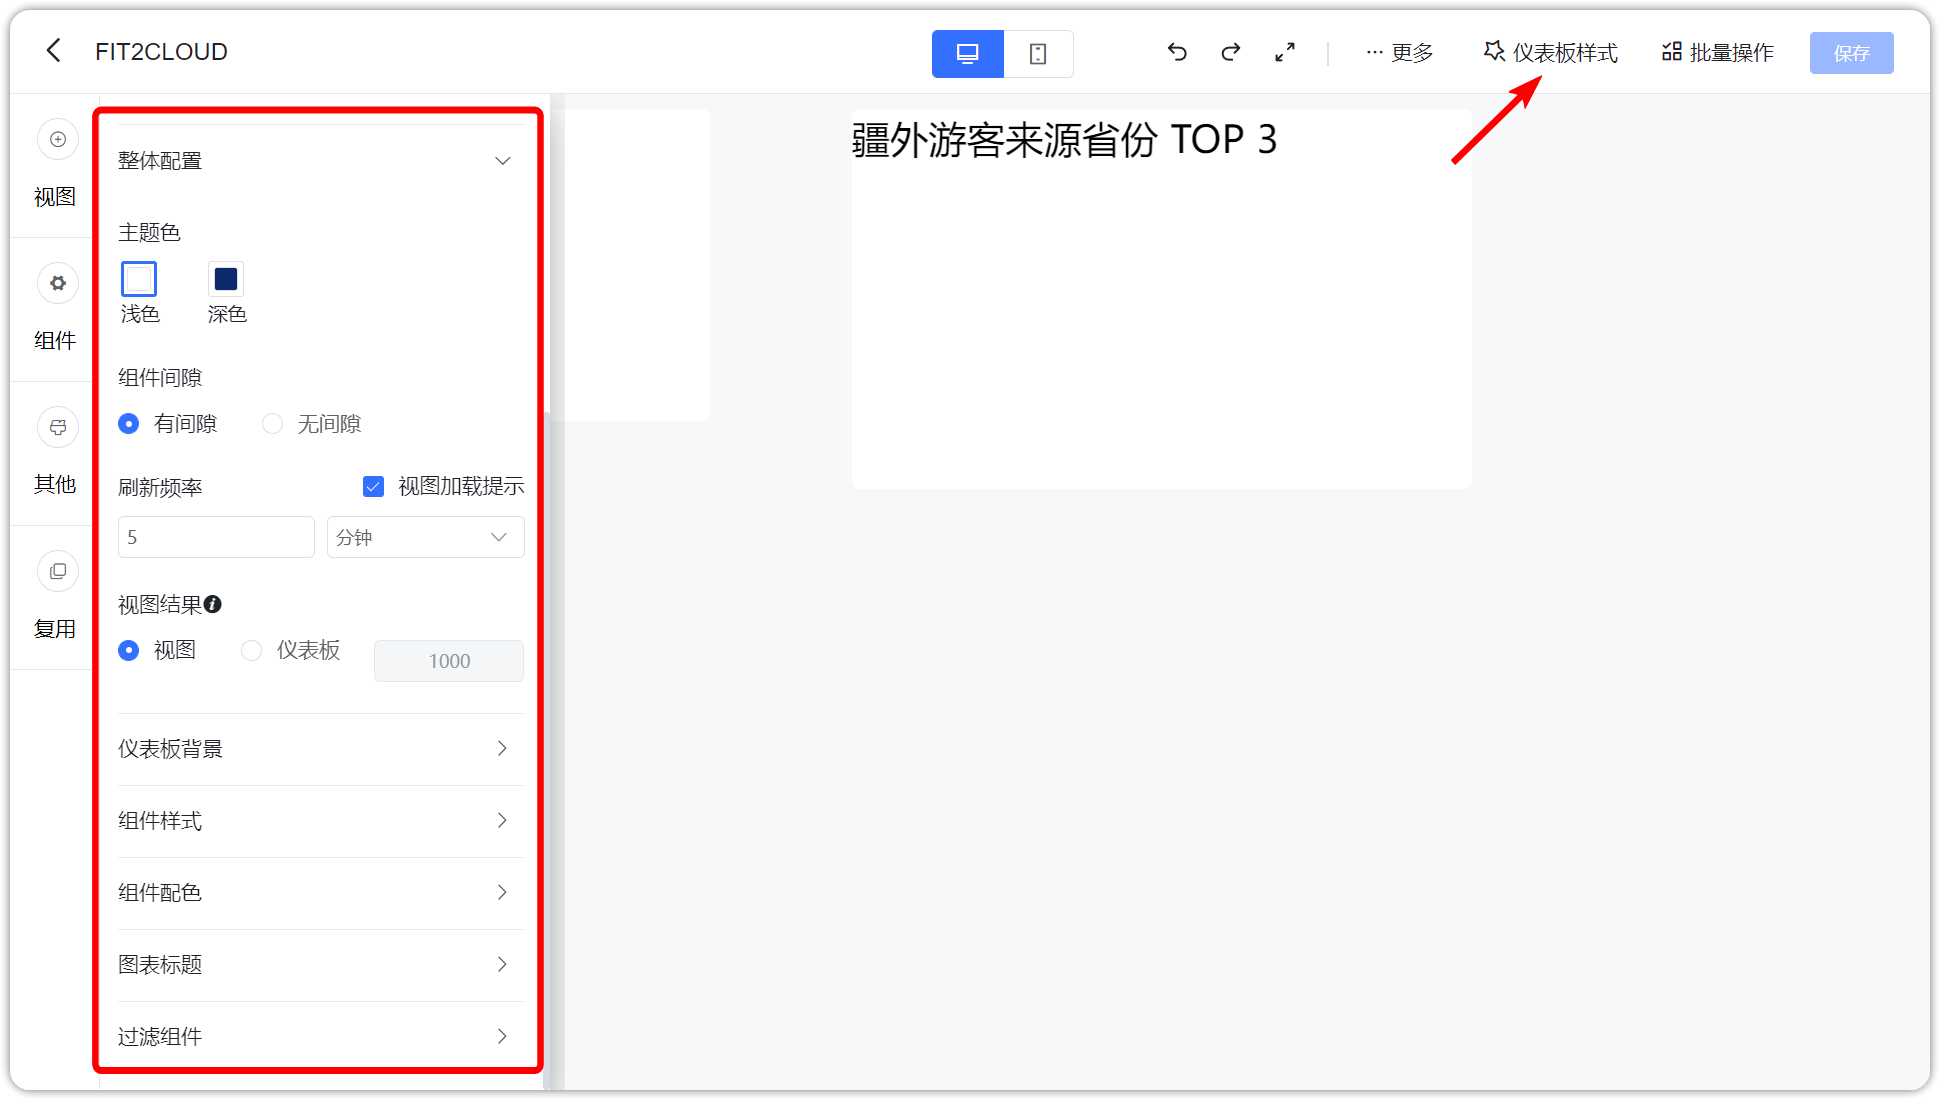 FIT2CLOUD
更多
仪表板样式
批量操作
保存
视图
组件
其他
复用
整体配置
主题色
浅色
深色
组件间隙
有间隙
无间隙
刷新频率
视图加载提示
5
分钟
视图结果
视图
仪表板
1000
仪表板背景
组件样式
组件配色
图表标题
过滤组件
疆外游客来源省份 TOP 3